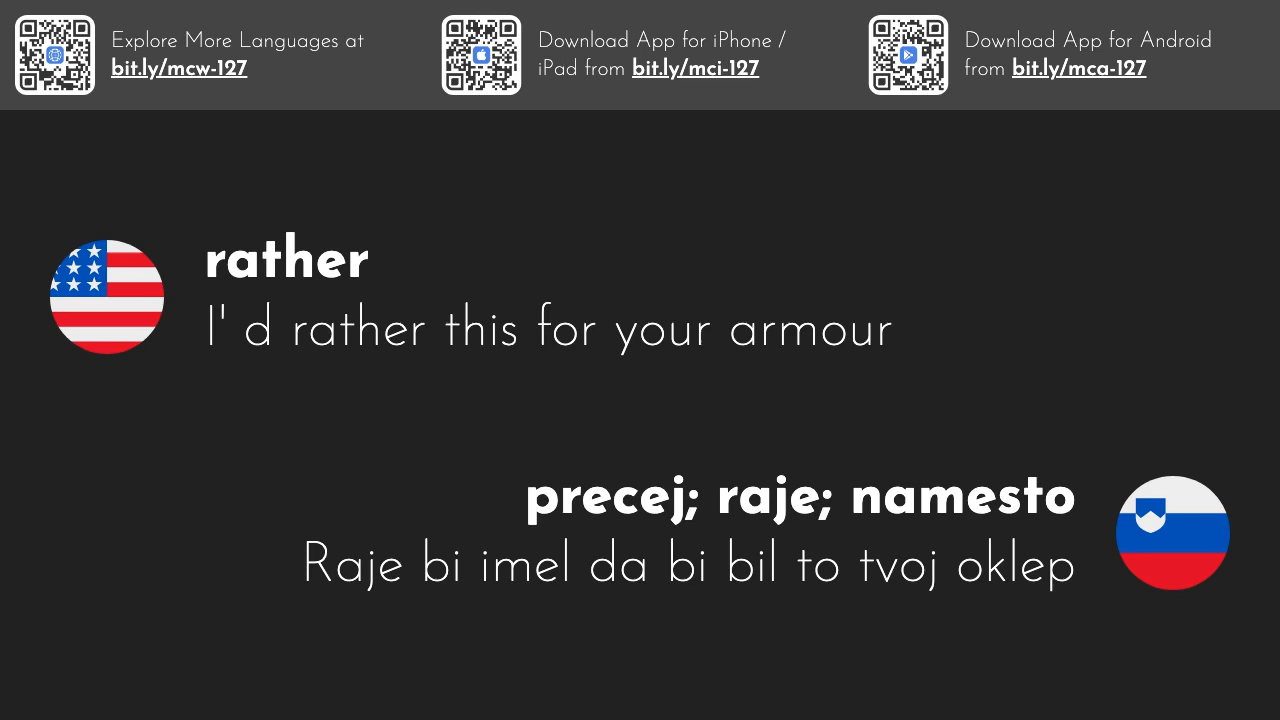 Explore More Languages at
bit.ly/mcw-127
Download App for iPhone /
iPad from bit.ly/mci-127
Download App for Android
from bit.ly/mca-127
rather
I' d rather this for your armour
precej; raje; namesto
Raje bi imel da bi bil to tvoj oklep